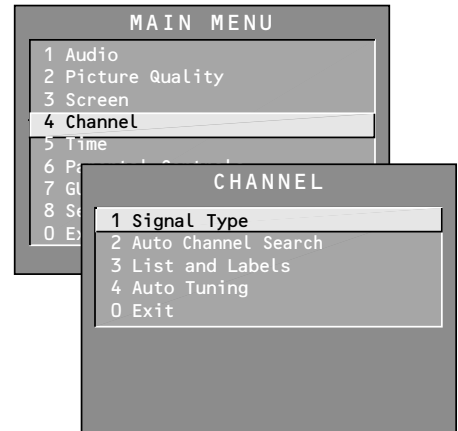 MAIN MENU
1 Audio
2 Picture Quality
3 Screen
4 Channel
5 Time
6
7
8
0
CHANNEL
1 Signal Type
2 Auto Channel Search
3 List and Labels
4 Auto Tuning
0 Exit